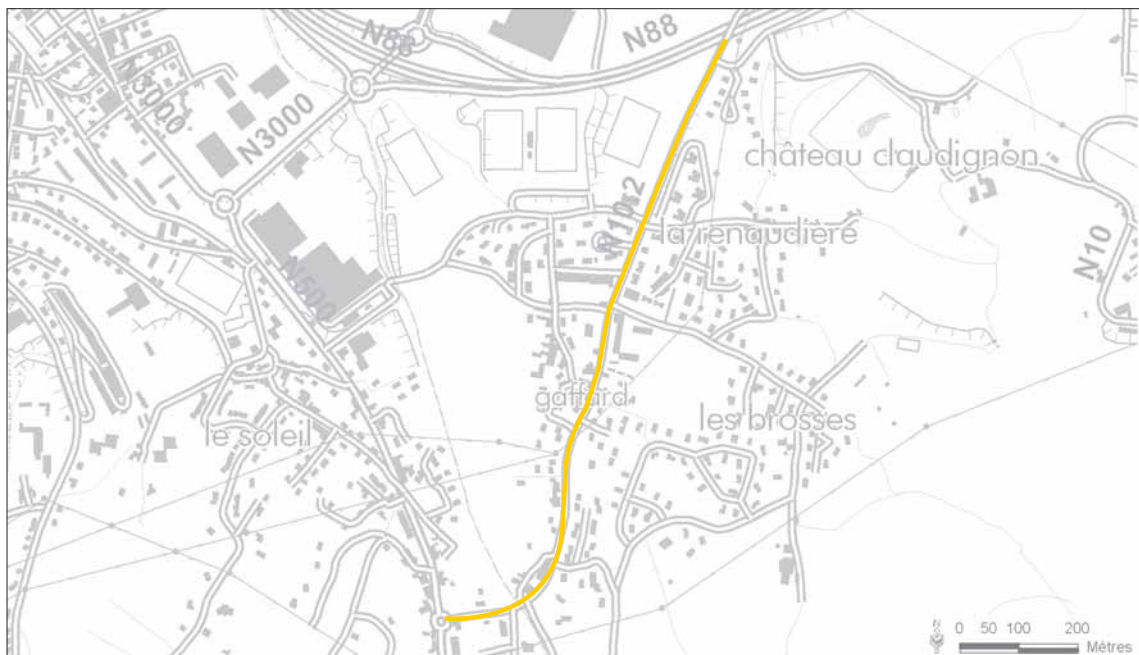 N88
N88
N3000
N3000
château claudignon
N1082
la renaudière
N10
N500
gaffard
les brosses
le soleil
N
0 50 100 200
Mètres